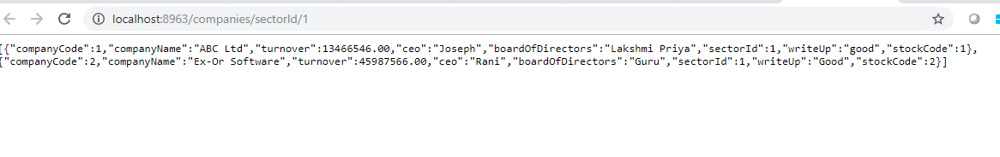 localhost:8963/companies/sectorId/1
[{"companyCode":1,"companyName":"ABC Ltd","turnover":13466546.00,"ceo":"Joseph","boardOfDirectors":"Lakshmi Priya","sectorId":1,"writeUp":"good","stockCode":1},
{"companyCode":2,"companyName":"Ex-Or Software","turnover":45987566.00,"ceo":"Rani","boardOfDirectors":"Guru","sectorId":1,"writeUp":"Good","stockCode":2}]